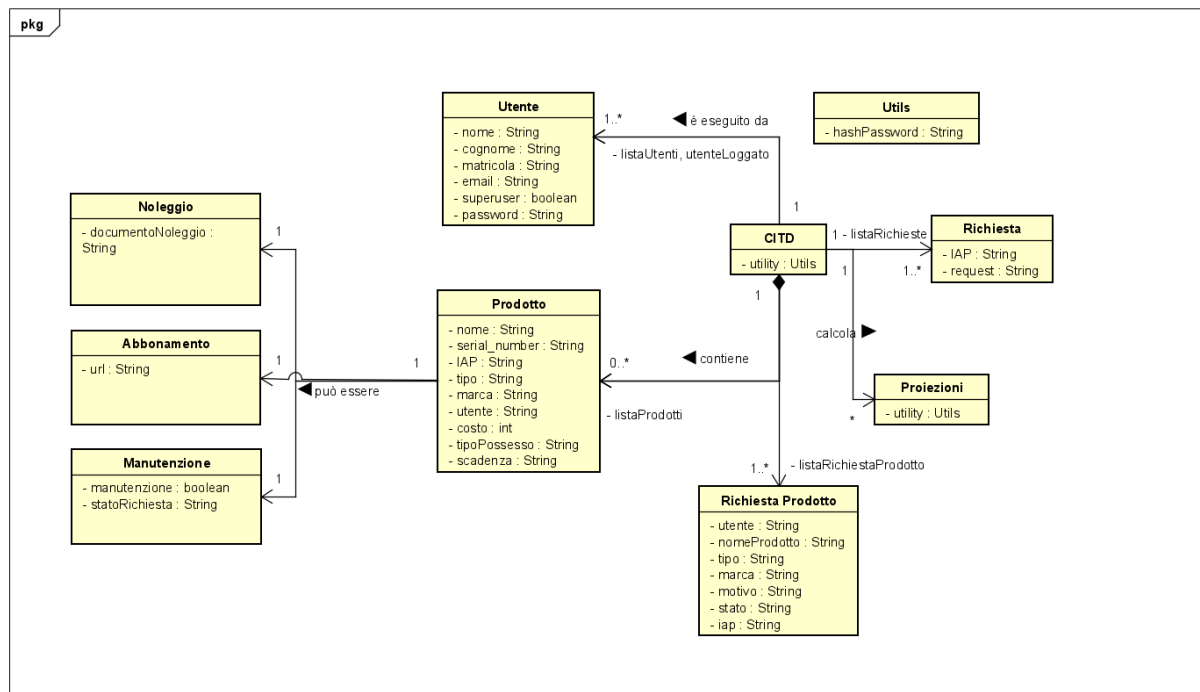 pkg
Utente
- nome : String
- cognome : String
- matricola : String
- email : String
- superuser : boolean
- password : String
1..*
◀ è eseguito da
- listaUtenti, utenteLoggato
1
Utils
- hashPassword : String
CITD
- utility : Utils
1 - listaRichieste
1..*
Richiesta
- IAP : String
- request : String
1
calcola ▶
*
Proiezioni
- utility : Utils
1
◀ contiene
0..*
- listaProdotti
Prodotto
- nome : String
- serial_number : String
- IAP : String
- tipo : String
- marca : String
- utente : String
- costo : int
- tipoPossesso : String
- scadenza : String
1
◀ può essere
1
Noleggio
- documentoNoleggio :
String
1
Abbonamento
- url : String
1
Manutenzione
- manutenzione : boolean
- statoRichiesta : String
1..*
- listaRichiestaProdotto
Richiesta Prodotto
- utente : String
- nomeProdotto : String
- tipo : String
- marca : String
- motivo : String
- stato : String
- iap : String